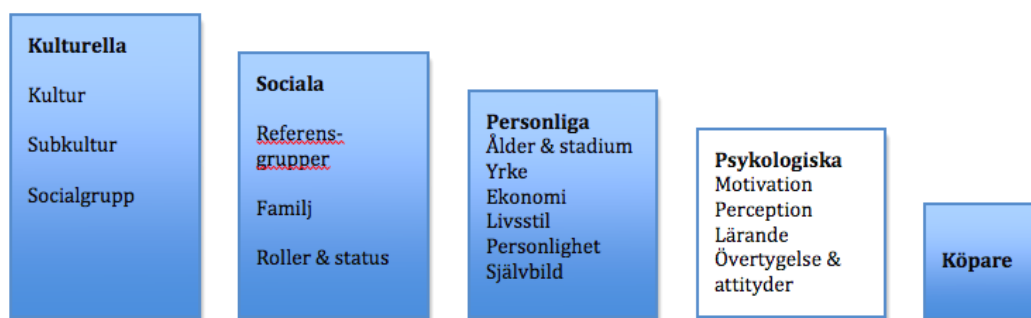 Kulturella
Kultur
Subkultur
Socialgrupp
Sociala
Referens-
grupper
Familj
Roller & status
Personliga
Ålder & stadium
Yrke
Ekonomi
Livsstil
Personlighet
Självbild
Psykologiska
Motivation
Perception
Lärande
Övertygelse &
attityder
Köpare